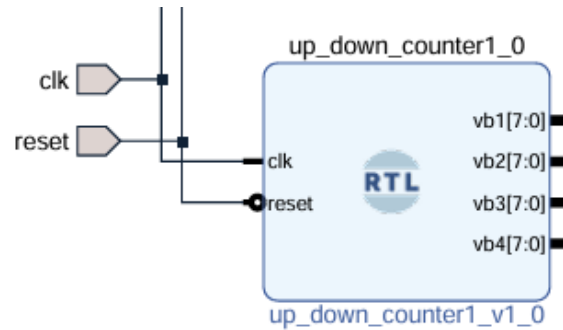 up_down_counter1_0
clk
reset
clk
reset
RTL
vb1[7:0]
vb2[7:0]
vb3[7:0]
vb4[7:0]
up_down_counter1_v1_0